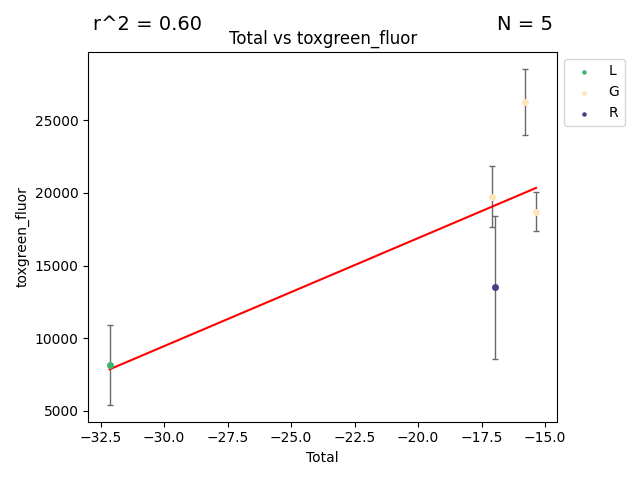 r^2 = 0.60
N = 5
Total vs toxgreen_fluor
L
G
R
25000
20000
15000
10000
5000
toxgreen_fluor
−32.5 −30.0 −27.5 −25.0 −22.5 −20.0 −17.5 −15.0
Total